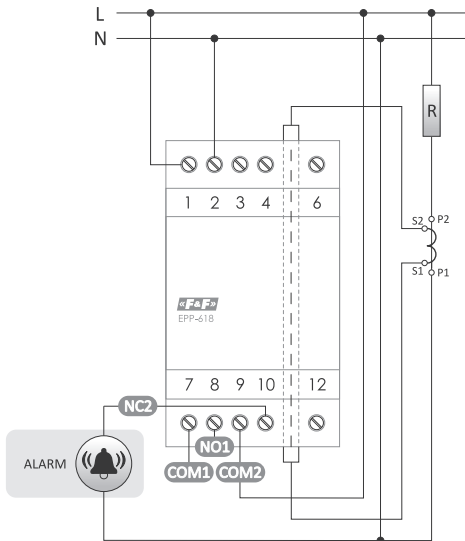 L
N
R
1 2 3 4 6
S2 P2
S1 P1
«F&F»
EPP-618
7 8 9 10 12
NC2
NO1
ALARM
COM1 COM2